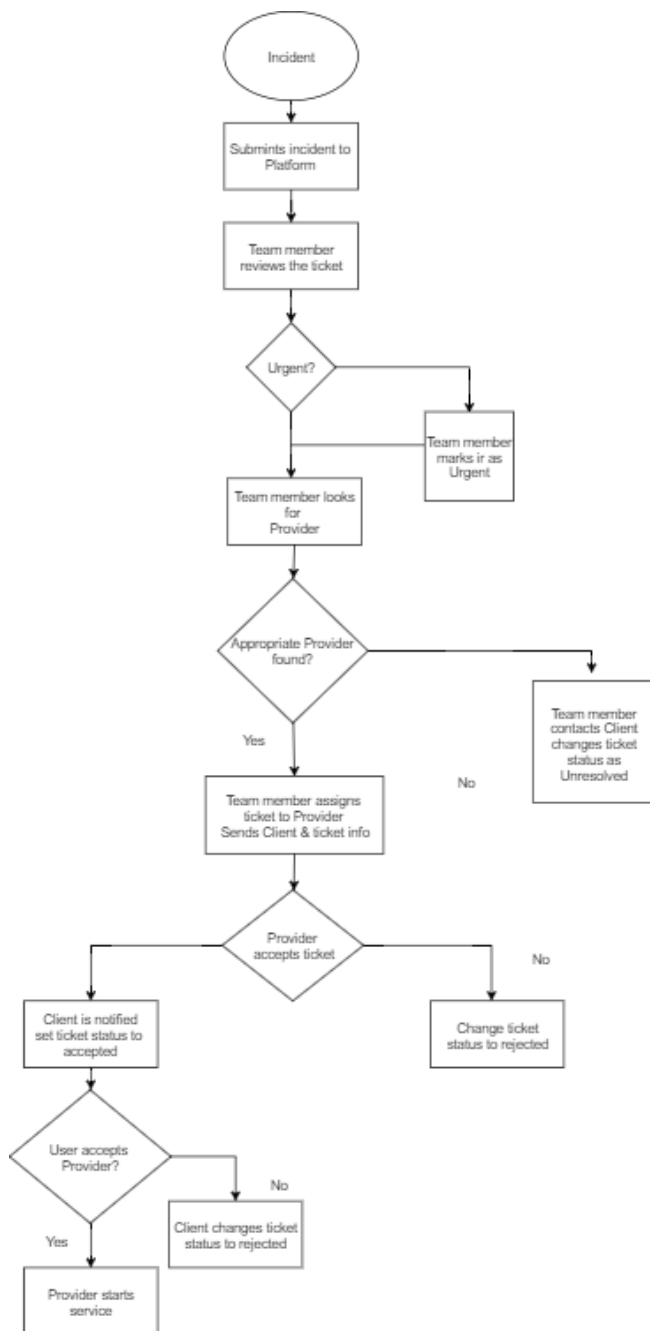 Incident
Submints incident to
Platform
Team member
reviews the ticket
Urgent?
Team member
marks ir as
Urgent
Team member looks
for
Provider
Appropriate Provider
found?
Team member
contacts Client
changes ticket
status as
Unresolved
Yes
No
Team member assigns
ticket to Provider
Sends Client & ticket info
Provider
accepts ticket
No
Client is notified
set ticket status to
accepted
Change ticket
status to rejected
User accepts
Provider?
No
Client changes ticket
status to rejected
Yes
Provider starts
service